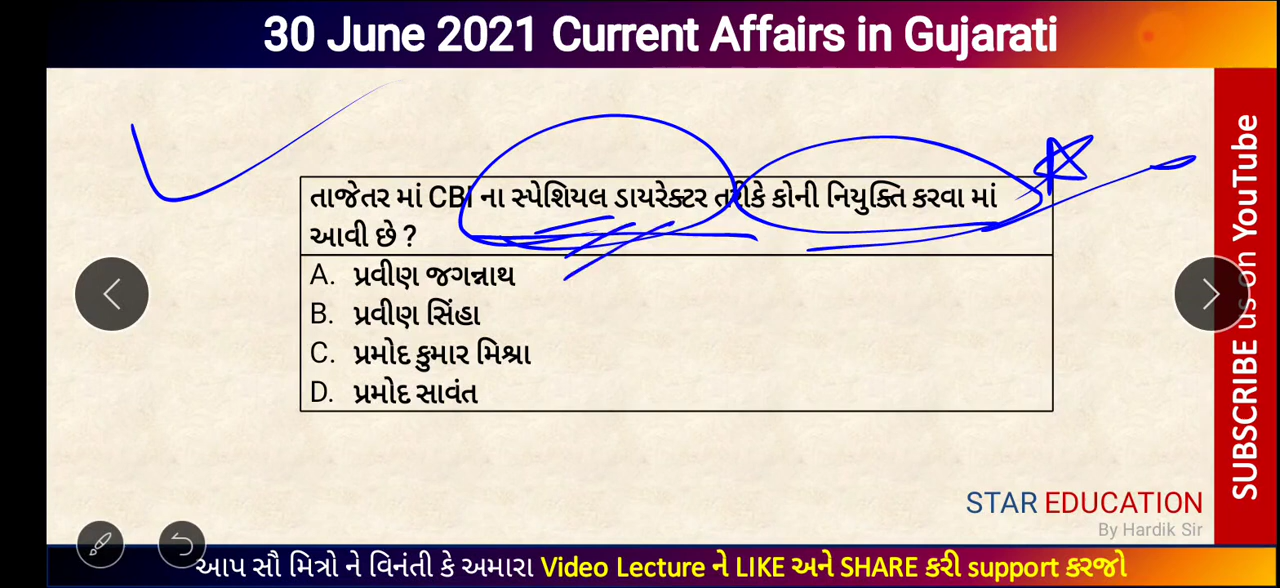 30 June 2021 Current Affairs in Gujarati
તાજેતર માં CBI ના સ્પેશિયલ ડાયરેક્ટર તરીકે કોની નિયુક્તિ કરવા માં
આવી છે ?
A. પ્રવીણ જગન્નાથ
B. પ્રવીણ સિંહા
C. પ્રમોદ કુમાર મિશ્રા
D. પ્રમોદ સાવંત
SUBSCRIBE us on YouTube
STAR EDUCATION
By Hardik Sir
આપ સૌ મિત્રો ને વિનંતી કે અમારા Video Lecture ને LIKE અને SHARE કરી support કરજો